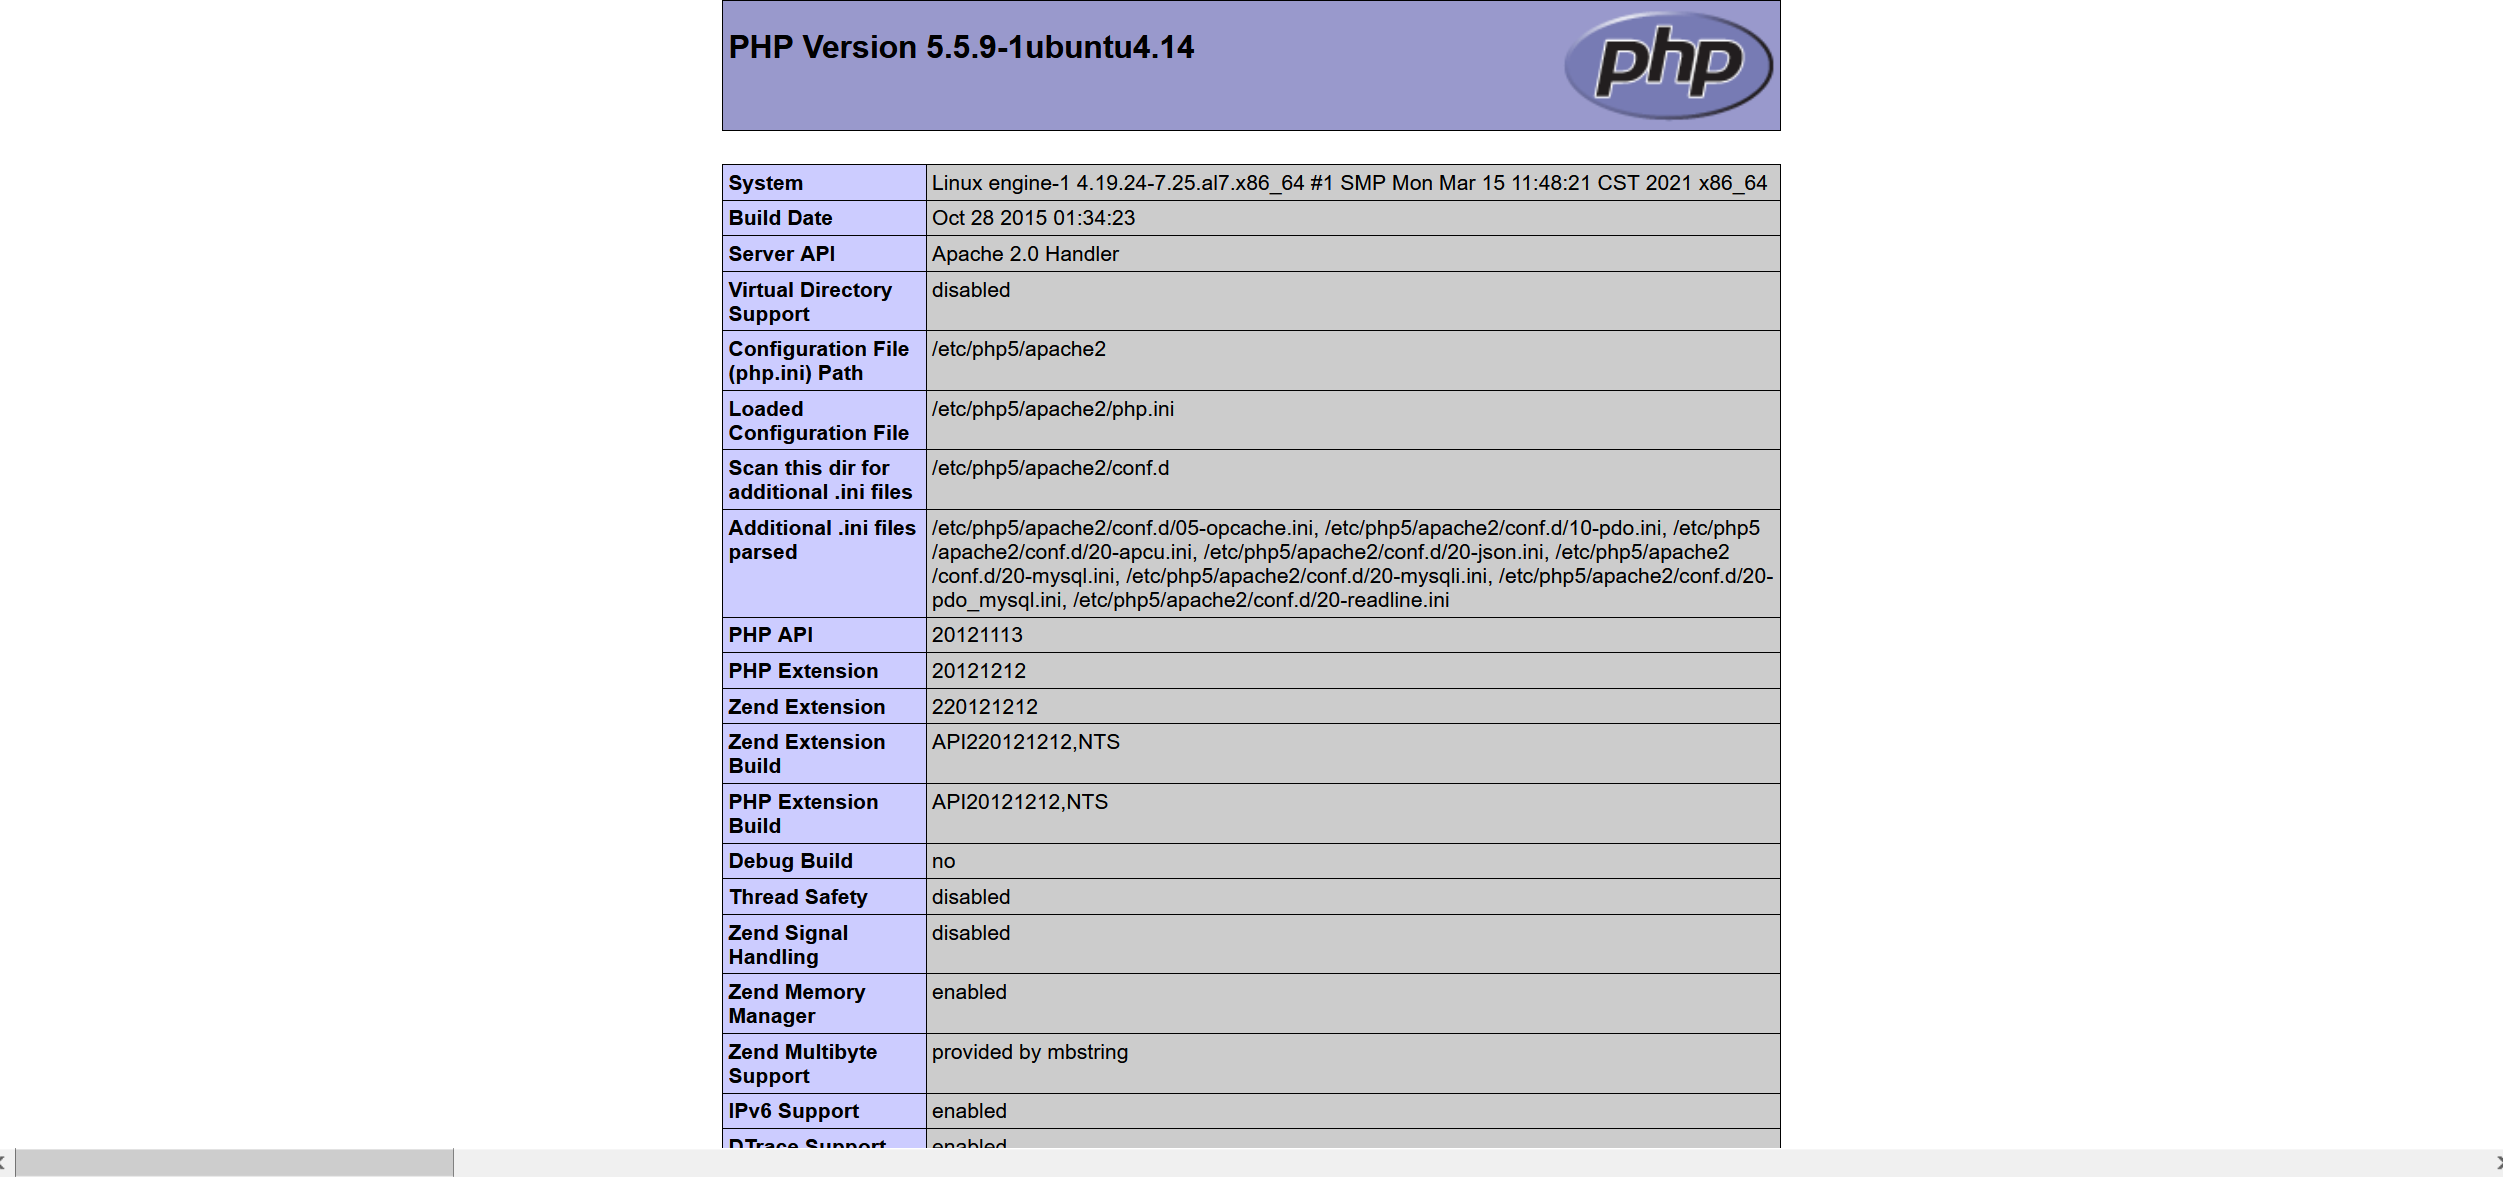 PHP Version 5.5.9-1ubuntu4.14
php
System Linux engine-1 4.19.24-7.25.al7.x86_64 #1 SMP Mon Mar 15 11:48:21 CST 2021 x86_64
Build Date Oct 28 2015 01:34:23
Server API Apache 2.0 Handler
Virtual Directory disabled
Support
Configuration File /etc/php5/apache2
(php.ini) Path
Loaded /etc/php5/apache2/php.ini
Configuration File
Scan this dir for /etc/php5/apache2/conf.d
additional .ini files
Additional .ini files /etc/php5/apache2/conf.d/05-opcache.ini, /etc/php5/apache2/conf.d/10-pdo.ini, /etc/php5
parsed /apache2/conf.d/20-apcu.ini, /etc/php5/apache2/conf.d/20-json.ini, /etc/php5/apache2
/conf.d/20-mysql.ini, /etc/php5/apache2/conf.d/20-mysqli.ini, /etc/php5/apache2/conf.d/20-
pdo_mysql.ini, /etc/php5/apache2/conf.d/20-readline.ini
PHP API 20121113
PHP Extension 20121212
Zend Extension 220121212
Zend Extension API220121212,NTS
Build
PHP Extension API20121212,NTS
Build
Debug Build no
Thread Safety disabled
Zend Signal disabled
Handling
Zend Memory enabled
Manager
Zend Multibyte provided by mbstring
Support
IPv6 Support enabled
DTrace Support enabled